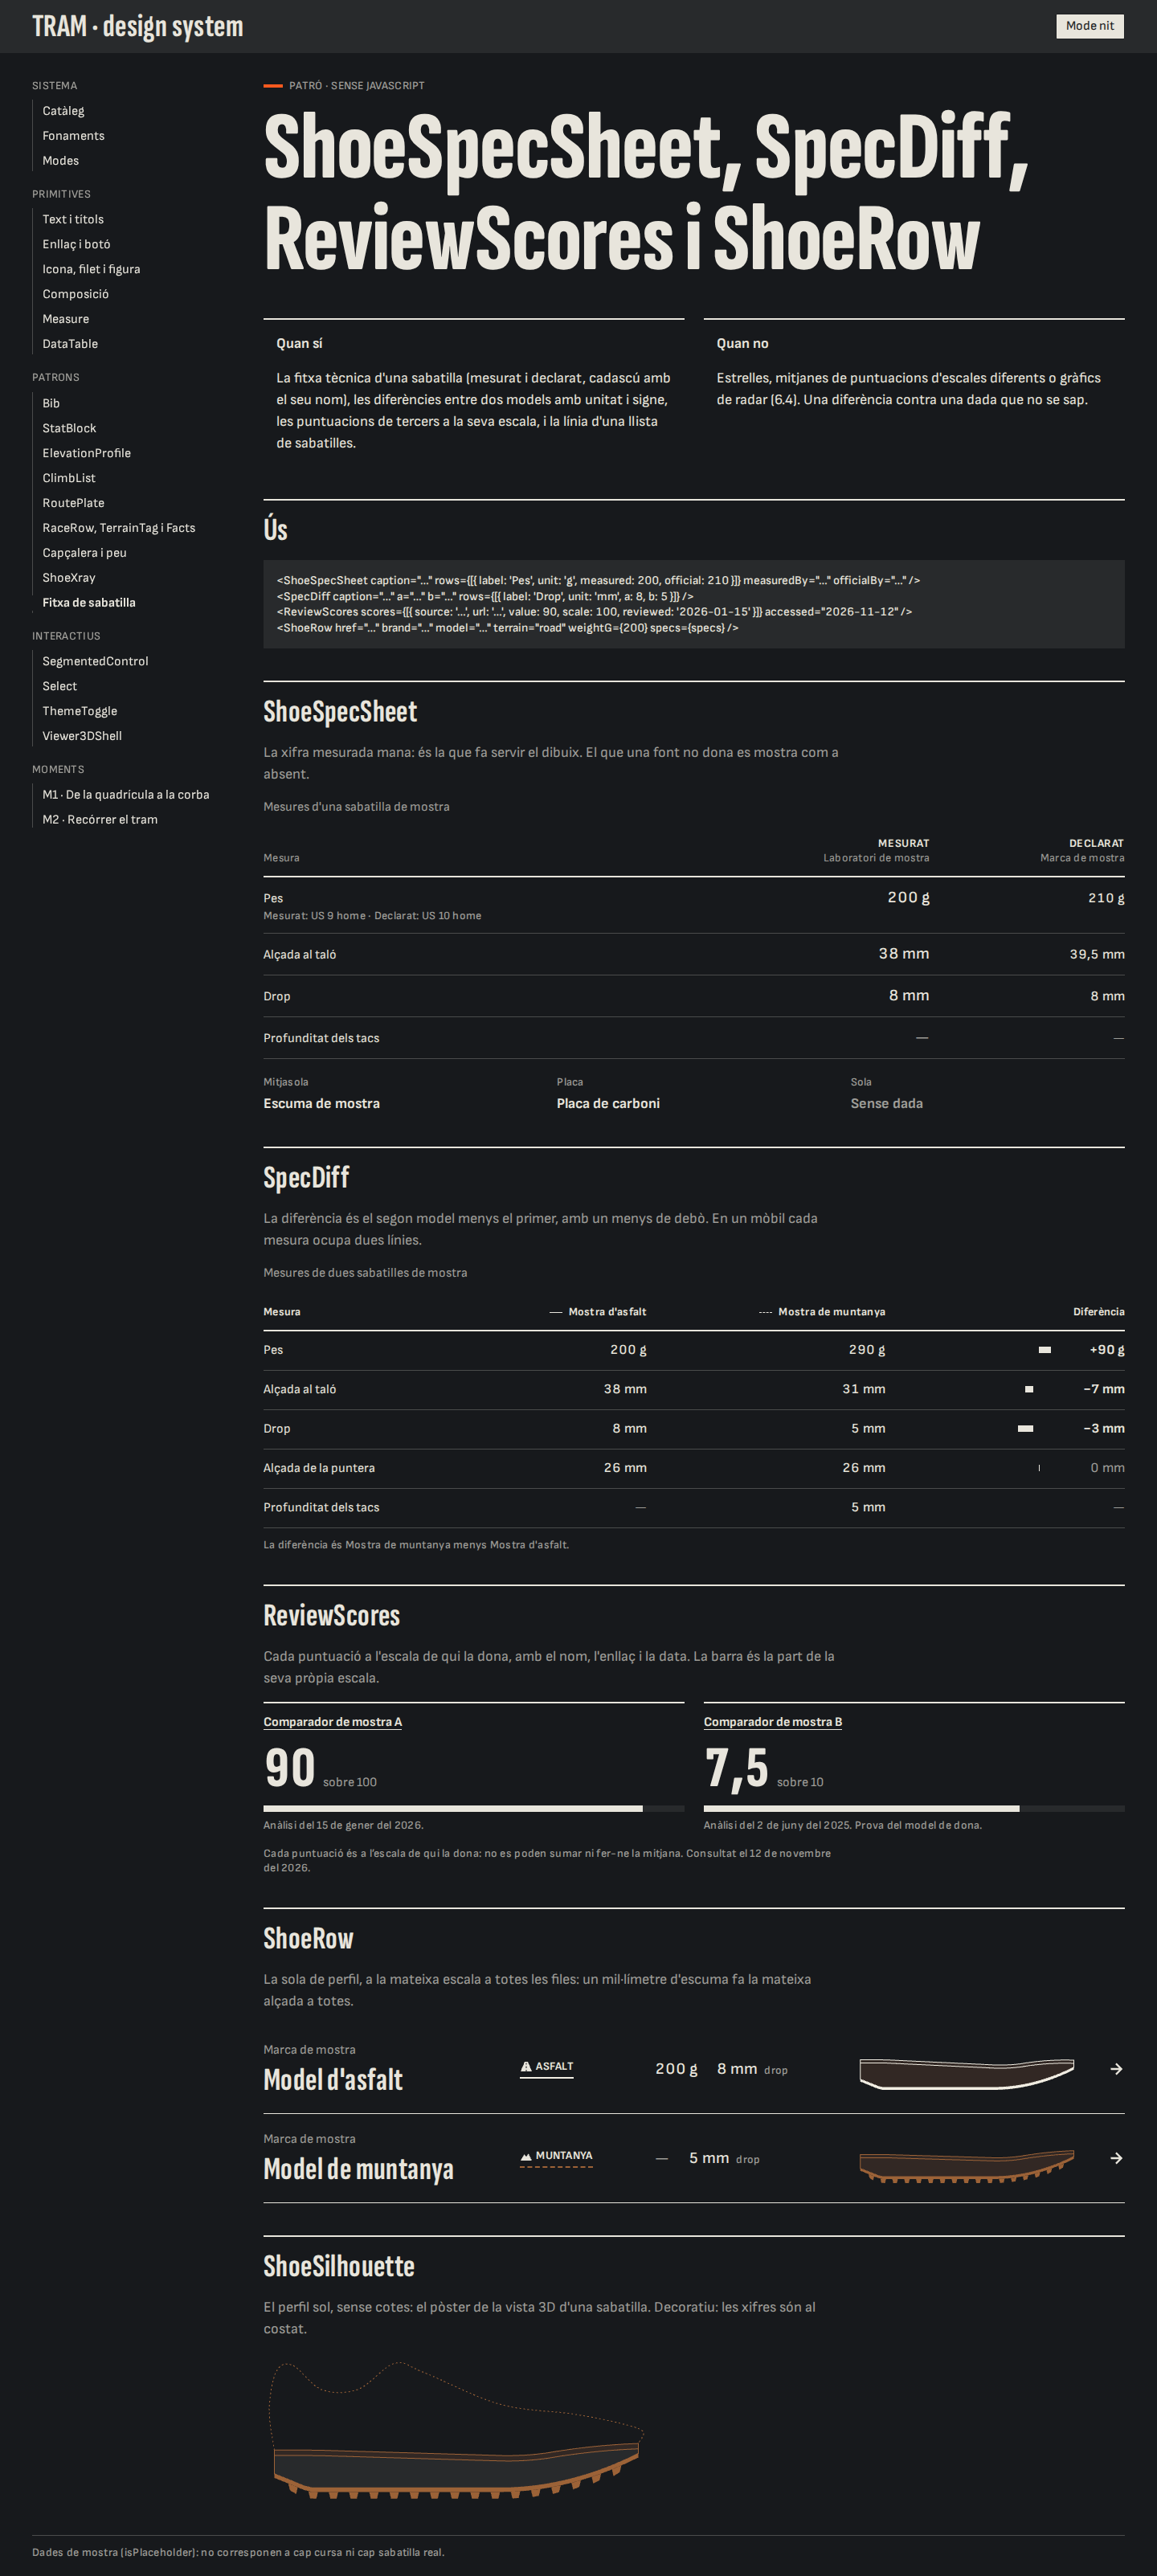 TRAM · design system
Mode nit
SISTEMA
Catàleg
Fonaments
Modes
PRIMITIVES
Text i títols
Enllaç i botó
Icona, filet i figura
Composició
Measure
DataTable
PATRONS
Bib
StatBlock
ElevationProfile
ClimbList
RoutePlate
RaceRow, TerrainTag i Facts
Capçalera i peu
ShoeXray
Fitxa de sabatilla
INTERACTIUS
SegmentedControl
Select
ThemeToggle
Viewer3DShell
MOMENTS
M1 · De la quadrícula a la corba
M2 · Recórrer el tram
PATRÓ · SENSE JAVASCRIPT
ShoeSpecSheet, SpecDiff,
ReviewScores i ShoeRow
Quan sí
La fitxa tècnica d'una sabatilla (mesurat i declarat, cadascú amb
el seu nom), les diferències entre dos models amb unitat i signe,
les puntuacions de tercers a la seva escala, i la línia d'una llista
de sabatilles.
Quan no
Estrelles, mitjanes de puntuacions d'escales diferents o gràfics
de radar (6.4). Una diferència contra una dada que no se sap.
Ús
<ShoeSpecSheet caption="…" rows={[{ label: 'Pes', unit: 'g', measured: 200, official: 210 }]} measuredBy="…" officialBy="…" />
<SpecDiff caption="…" a="…" b="…" rows={[{ label: 'Drop', unit: 'mm', a: 8, b: 5 }]} />
<ReviewScores scores={[{ source: '…', url: '…', value: 90, scale: 100, reviewed: '2026-01-15' }]} accessed="2026-11-12" />
<ShoeRow href="…" brand="…" model="…" terrain="road" weightG={200} specs={specs} />
ShoeSpecSheet
La xifra mesurada mana: és la que fa servir el dibuix. El que una font no dona es mostra com a
absent.
Mesures d'una sabatilla de mostra
Mesura MESURAT Laboratori de mostra DECLARAT Marca de mostra
Pes 200 g 210 g
Mesurat: US 9 home · Declarat: US 10 home
Alçada al taló 38 mm 39,5 mm
Drop 8 mm 8 mm
Profunditat dels tacs — —
Mitjasola Placa Sola
Escuma de mostra Placa de carboni Sense dada
SpecDiff
La diferència és el segon model menys el primer, amb un menys de debò. En un mòbil cada
mesura ocupa dues línies.
Mesures de dues sabatilles de mostra
Mesura Mostra d'asfalt Mostra de muntanya Diferència
Pes 200 g 290 g +90 g
Alçada al taló 38 mm 31 mm −7 mm
Drop 8 mm 5 mm −3 mm
Alçada de la puntera 26 mm 26 mm 0 mm
Profunditat dels tacs — 5 mm —
La diferència és Mostra de muntanya menys Mostra d'asfalt.
ReviewScores
Cada puntuació a l'escala de qui la dona, amb el nom, l'enllaç i la data. La barra és la part de la
seva pròpia escala.
Comparador de mostra A
90 sobre 100
Anàlisi del 15 de gener del 2026.
Comparador de mostra B
7,5 sobre 10
Anàlisi del 2 de juny del 2025. Prova del model de dona.
Cada puntuació és a l'escala de qui la dona: no es poden sumar ni fer-ne la mitjana. Consultat el 12 de novembre
del 2026.
ShoeRow
La sola de perfil, a la mateixa escala a totes les files: un mil·límetre d'escuma fa la mateixa
alçada a totes.
Marca de mostra
Model d'asfalt ASFALT 200 g 8 mm drop →
Marca de mostra
Model de muntanya MUNTANYA — 5 mm drop →
ShoeSilhouette
El perfil sol, sense cotes: el pòster de la vista 3D d'una sabatilla. Decoratiu: les xifres són al
costat.
Dades de mostra (isPlaceholder): no corresponen a cap cursa ni cap sabatilla real.